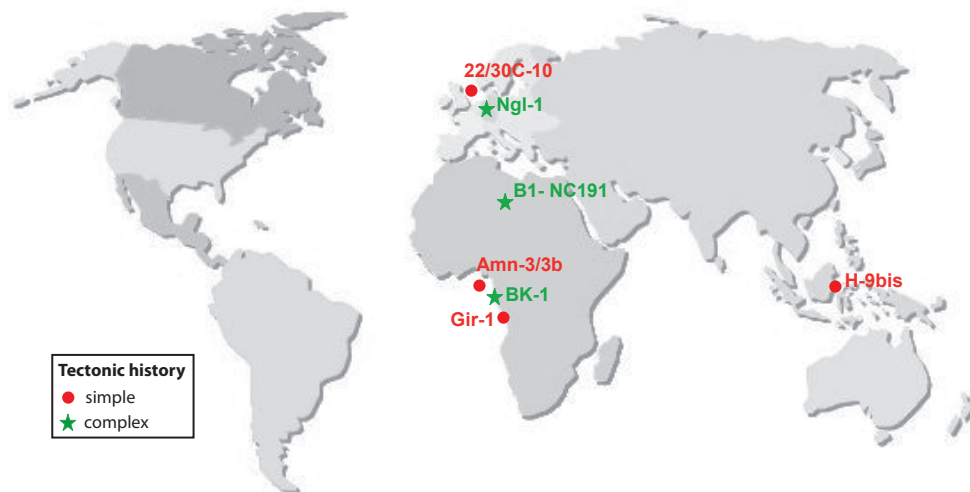 22/30C-10
Ngl-1
B1- NC191
Amn-3/3b
BK-1
H-9bis
Gir-1
Tectonic history
simple
complex